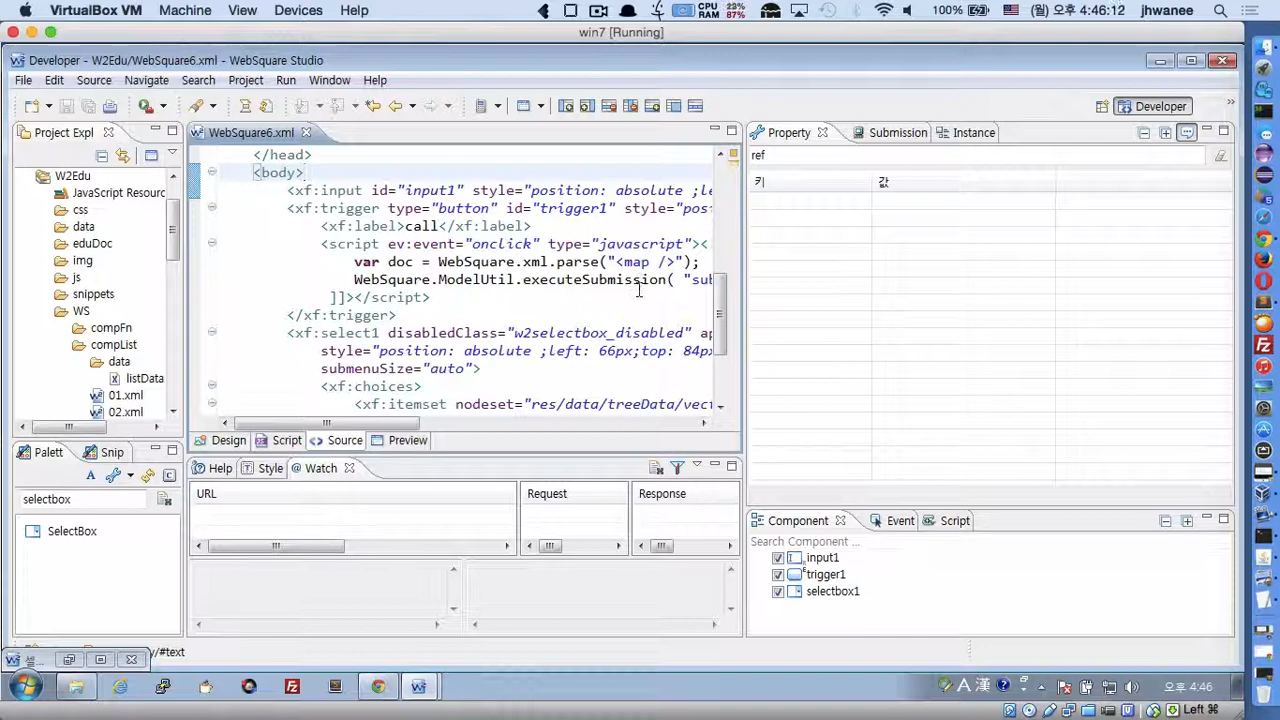 VirtualBox VM Machine View Devices Help CPU 23% RAM 87% 100% (월) 오후 4:46:12 jhwanee
win7 [Running]
Developer - W2Edu/WebSquare6.xml - WebSquare Studio
File Edit Source Navigate Search Project Run Window Help
Developer
Project Expl
W2Edu
JavaScript Resourc
css
data
eduDoc
img
js
snippets
WS
compFn
compList
data
listData
01.xml
02.xml
WebSquare6.xml
</head>
<body>
<xf:input id="input1" style="position: absolute ;le
<xf:trigger type="button" id="trigger1" style="posi
<xf:label>call</xf:label>
<script ev:event="onclick" type="javascript"><
var doc = WebSquare.xml.parse("<map />");
WebSquare.ModelUtil.executeSubmission( "sub
]]></script>
</xf:trigger>
<xf:select1 disabledClass="w2selectbox_disabled" ap
style="position: absolute ;left: 66px;top: 84px
submenuSize="auto">
<xf:choices>
<xf:itemset nodeset="res/data/treeData/vect
Design Script Source Preview
Property Submission Instance
ref
키 값
Palett Snip
selectbox
SelectBox
Help Style Watch
URL Request Response
Component Event Script
Search Component ...
input1
trigger1
selectbox1
y/#text
A 漢
오후 4:46
Left ⌘